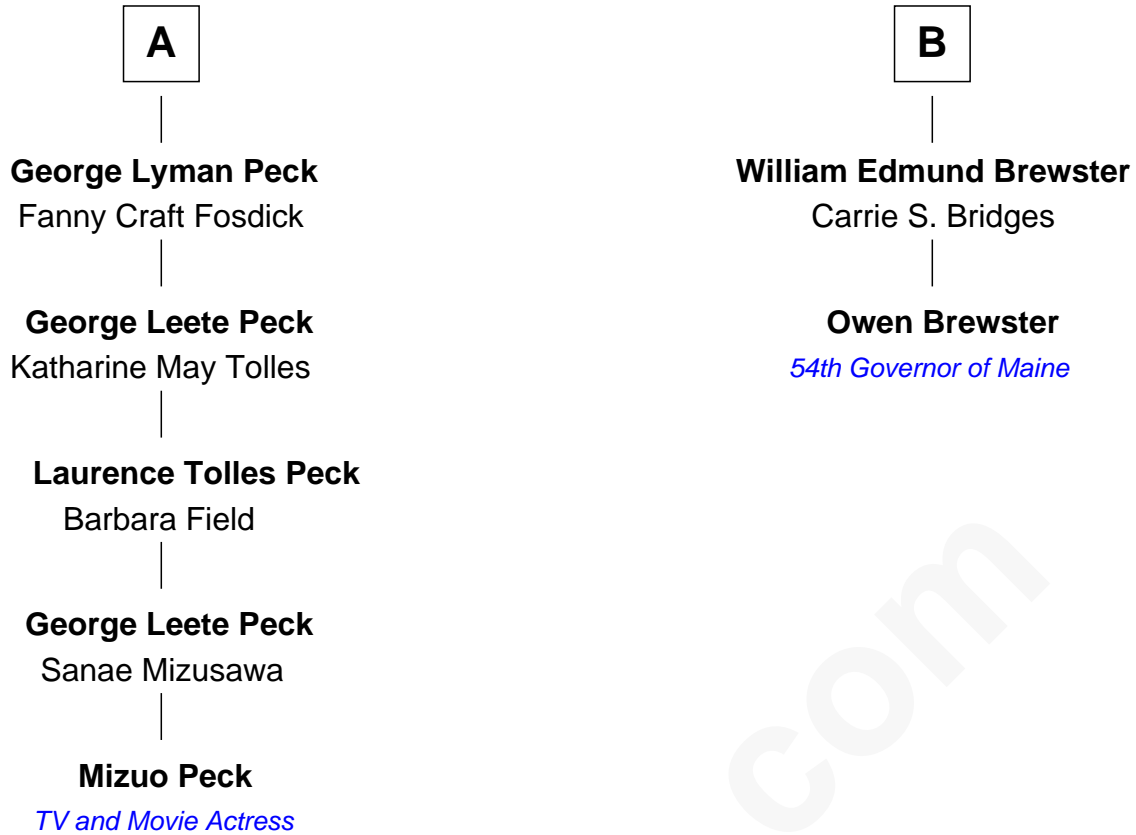 A
George Lyman Peck
Fanny Craft Fosdick
George Leete Peck
Katharine May Tolles
Laurence Tolles Peck
Barbara Field
George Leete Peck
Sanae Mizusawa
Mizuo Peck
TV and Movie Actress
B
William Edmund Brewster
Carrie S. Bridges
Owen Brewster
54th Governor of Maine
com